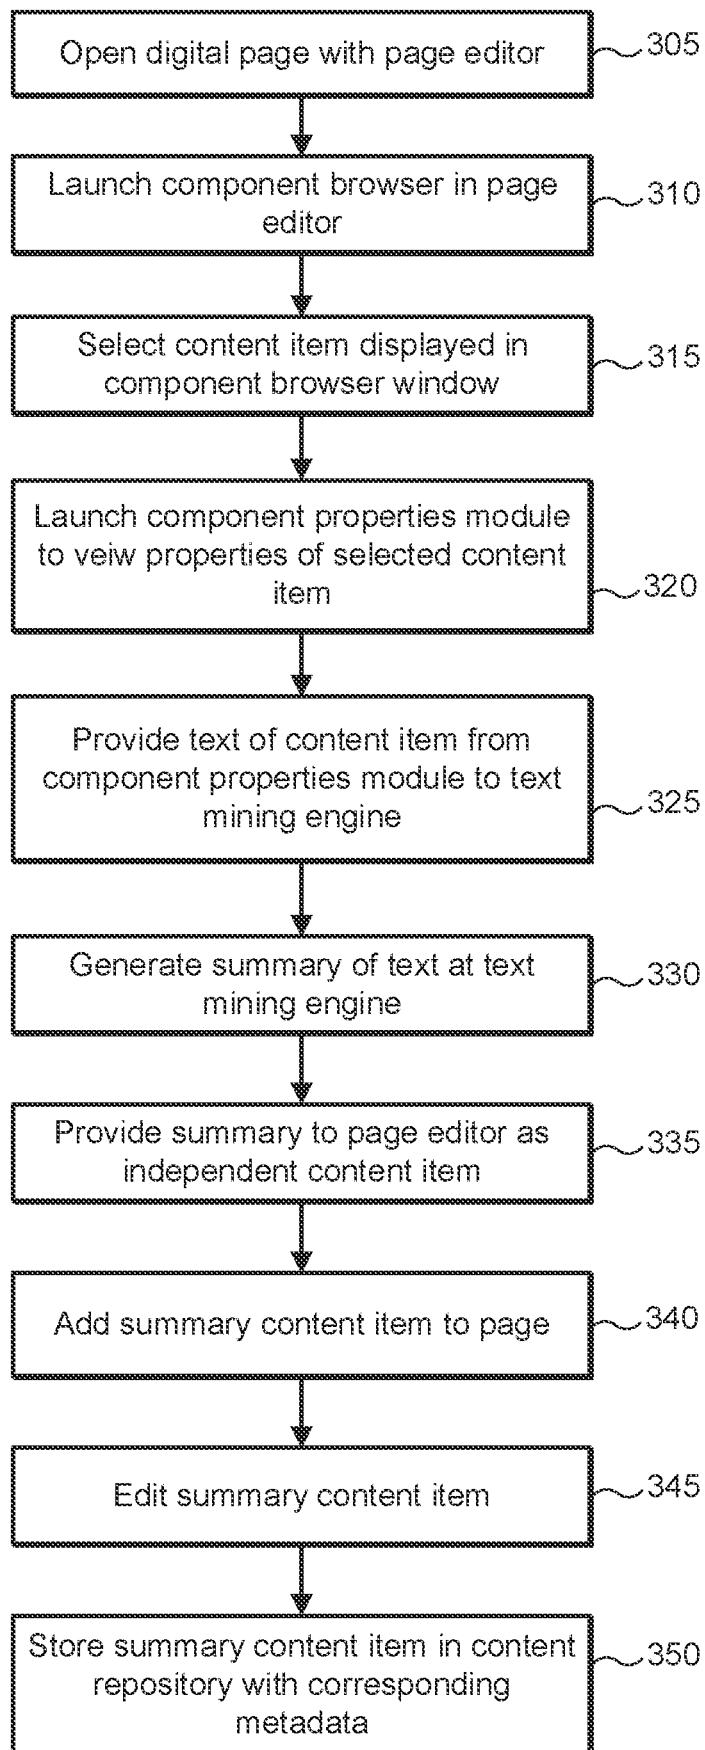 Open digital page with page editor
305
Launch component browser in page
editor
310
Select content item displayed in
component browser window
315
Launch component properties module
to veiw properties of selected content
item
320
Provide text of content item from
component properties module to text
mining engine
325
Generate summary of text at text
mining engine
330
Provide summary to page editor as
independent content item
335
Add summary content item to page
340
Edit summary content item
345
Store summary content item in content
repository with corresponding
metadata
350